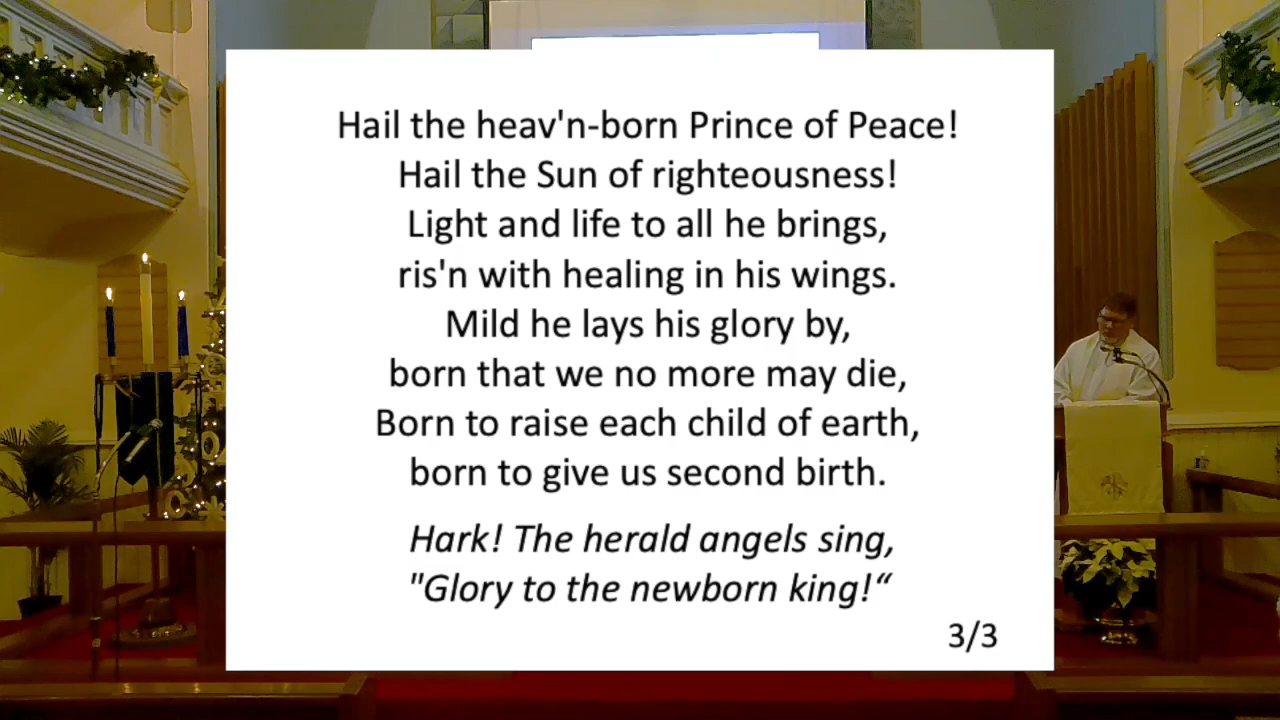 Hail the heav'n-born Prince of Peace!
Hail the Sun of righteousness!
Light and life to all he brings,
ris'n with healing in his wings.
Mild he lays his glory by,
born that we no more may die,
Born to raise each child of earth,
born to give us second birth.
Hark! The herald angels sing,
"Glory to the newborn king!“
3/3